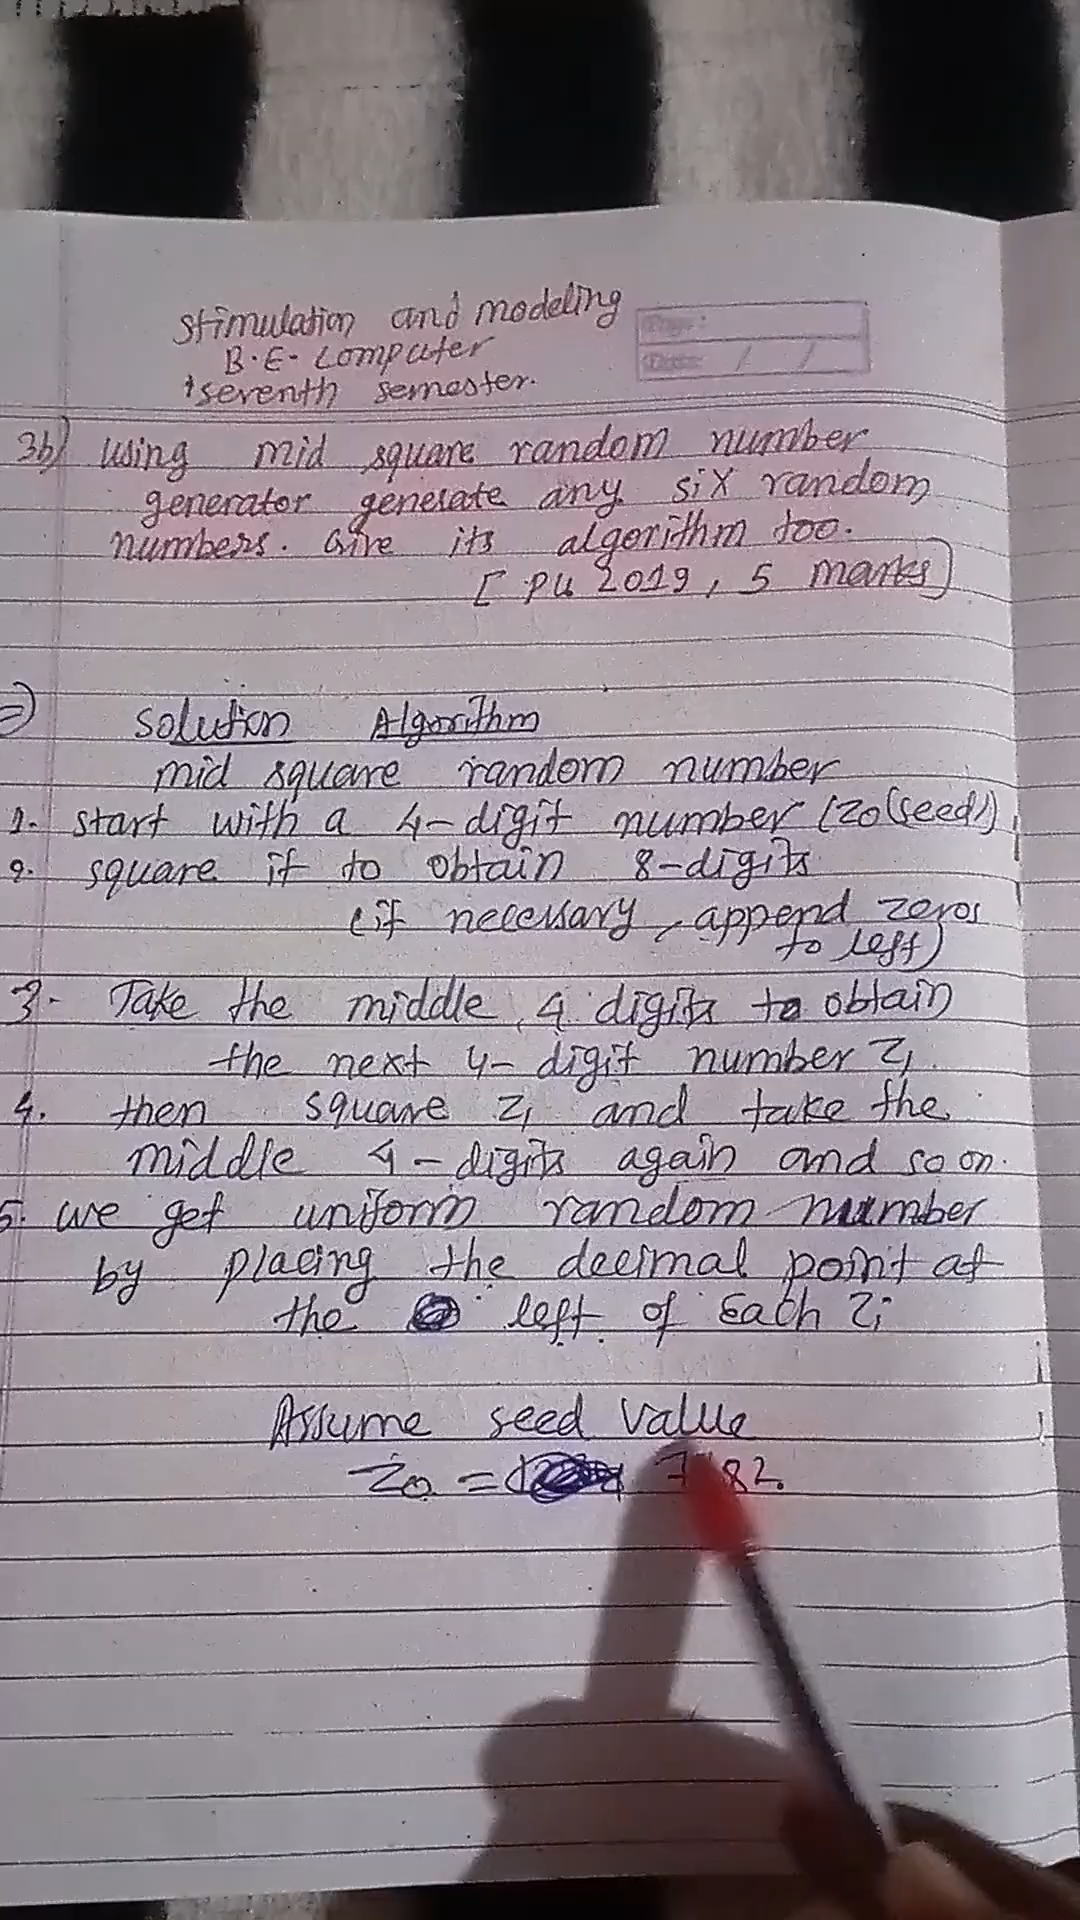 Stimulation and modeling
B.E. Computer
seventh semester.
Page:
Date: / /
3b) using mid square random number
generator generate any six random
numbers. Give its algorithm too.
[ PU 2019, 5 marks]
=> Solution Algorithm
mid square random number
1. start with a 4-digit number (Z0(seed))
2. square it to obtain 8-digits
(if necessary, append zeros
to left)
3. Take the middle 4 digits to obtain
the next 4-digit number Z1
4. then square Z1 and take the
middle 4-digits again and so on.
5. we get uniform random number
by placing the decimal point at
the left of Each Zi
Assume seed value
Z0 =